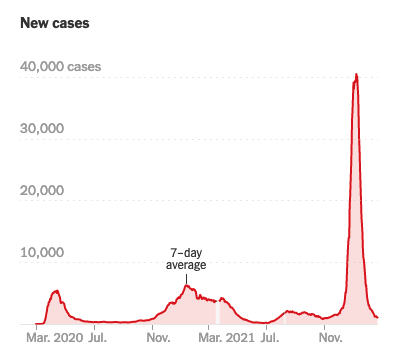 New cases
40,000 cases
30,000
20,000
10,000
7–day
average
Mar. 2020 Jul. Nov. Mar. 2021 Jul. Nov.